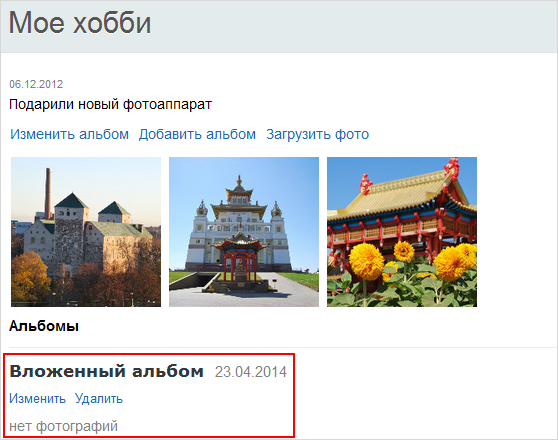 Мое хобби
06.12.2012
Подарили новый фотоаппарат
Изменить альбом Добавить альбом Загрузить фото
Альбомы
Вложенный альбом 23.04.2014
Изменить Удалить
нет фотографий